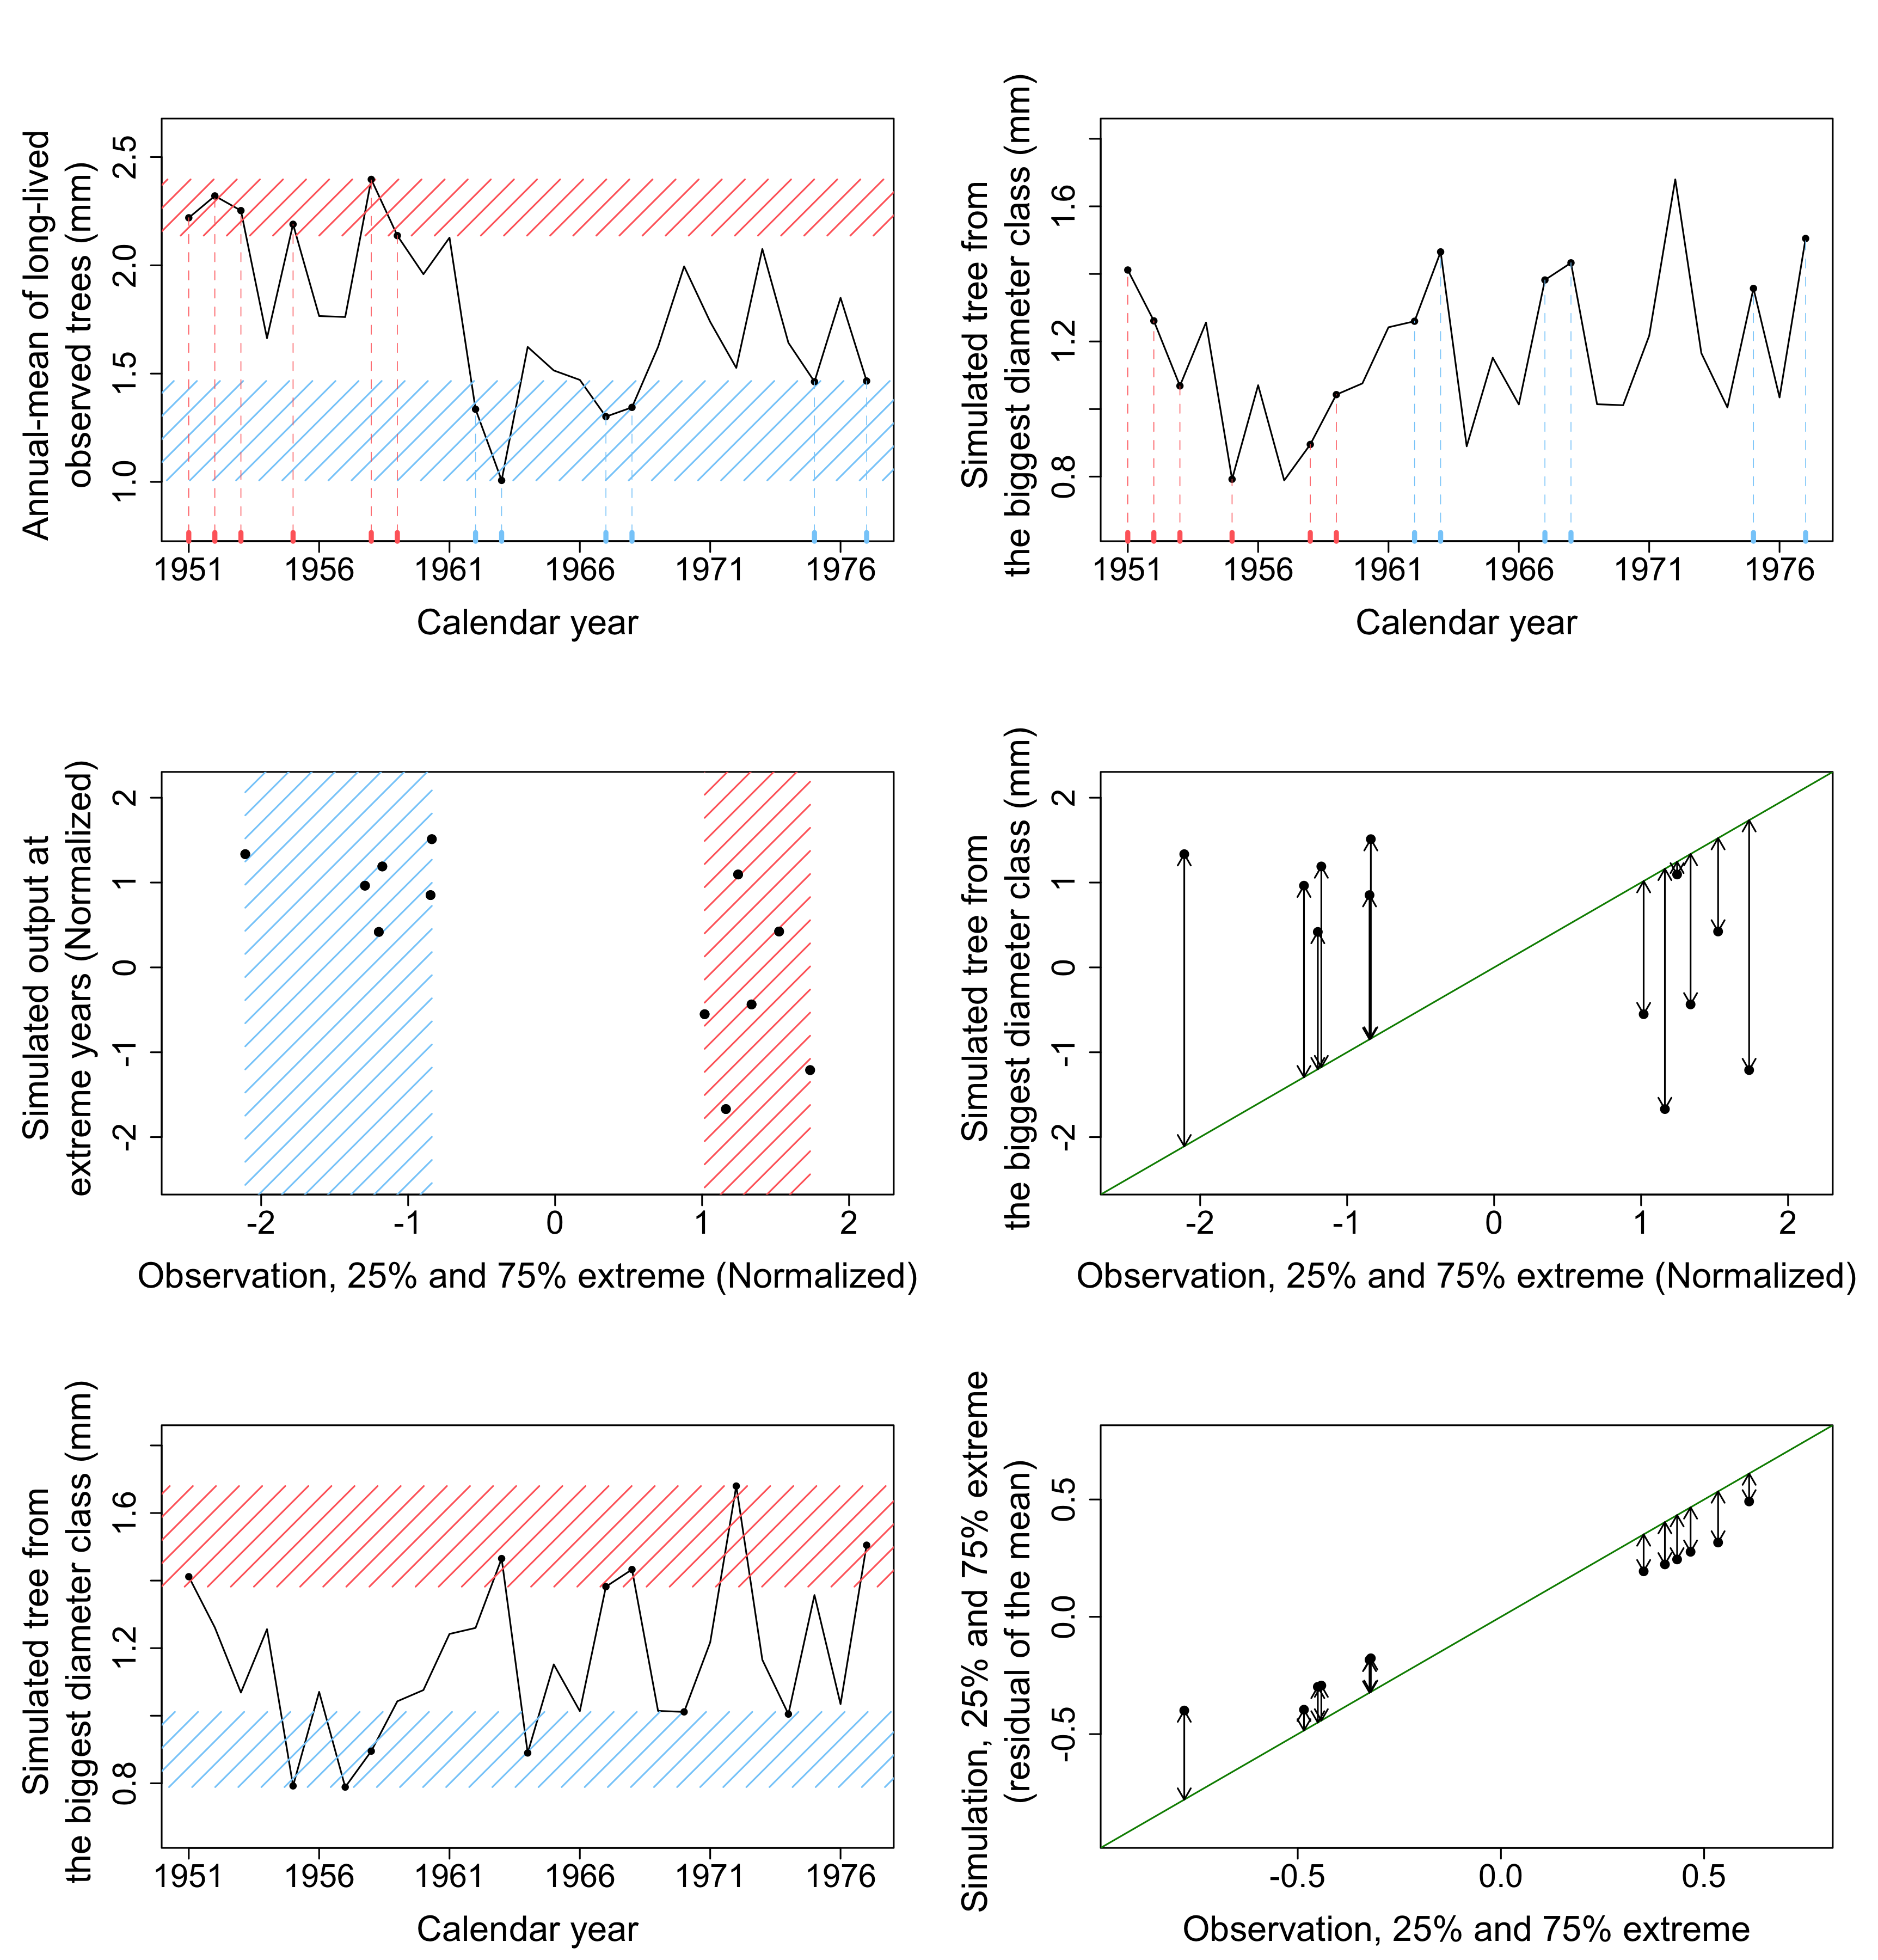 Annual-mean of long-lived
observed trees (mm)
2.5
2.0
1.5
1.0
1951 1956 1961 1966 1971 1976
Calendar year
Simulated tree from
the biggest diameter class (mm)
1.6
1.2
0.8
1951 1956 1961 1966 1971 1976
Calendar year
Simulated output at
extreme years (Normalized)
2
1
0
-1
-2
-2 -1 0 1 2
Observation, 25% and 75% extreme (Normalized)
Simulated tree from
the biggest diameter class (mm)
2
1
0
-1
-2
-2 -1 0 1 2
Observation, 25% and 75% extreme (Normalized)
Simulated tree from
the biggest diameter class (mm)
1.6
1.2
0.8
1951 1956 1961 1966 1971 1976
Calendar year
Simulation, 25% and 75% extreme
(residual of the mean)
0.5
0.0
-0.5
-0.5 0.0 0.5
Observation, 25% and 75% extreme